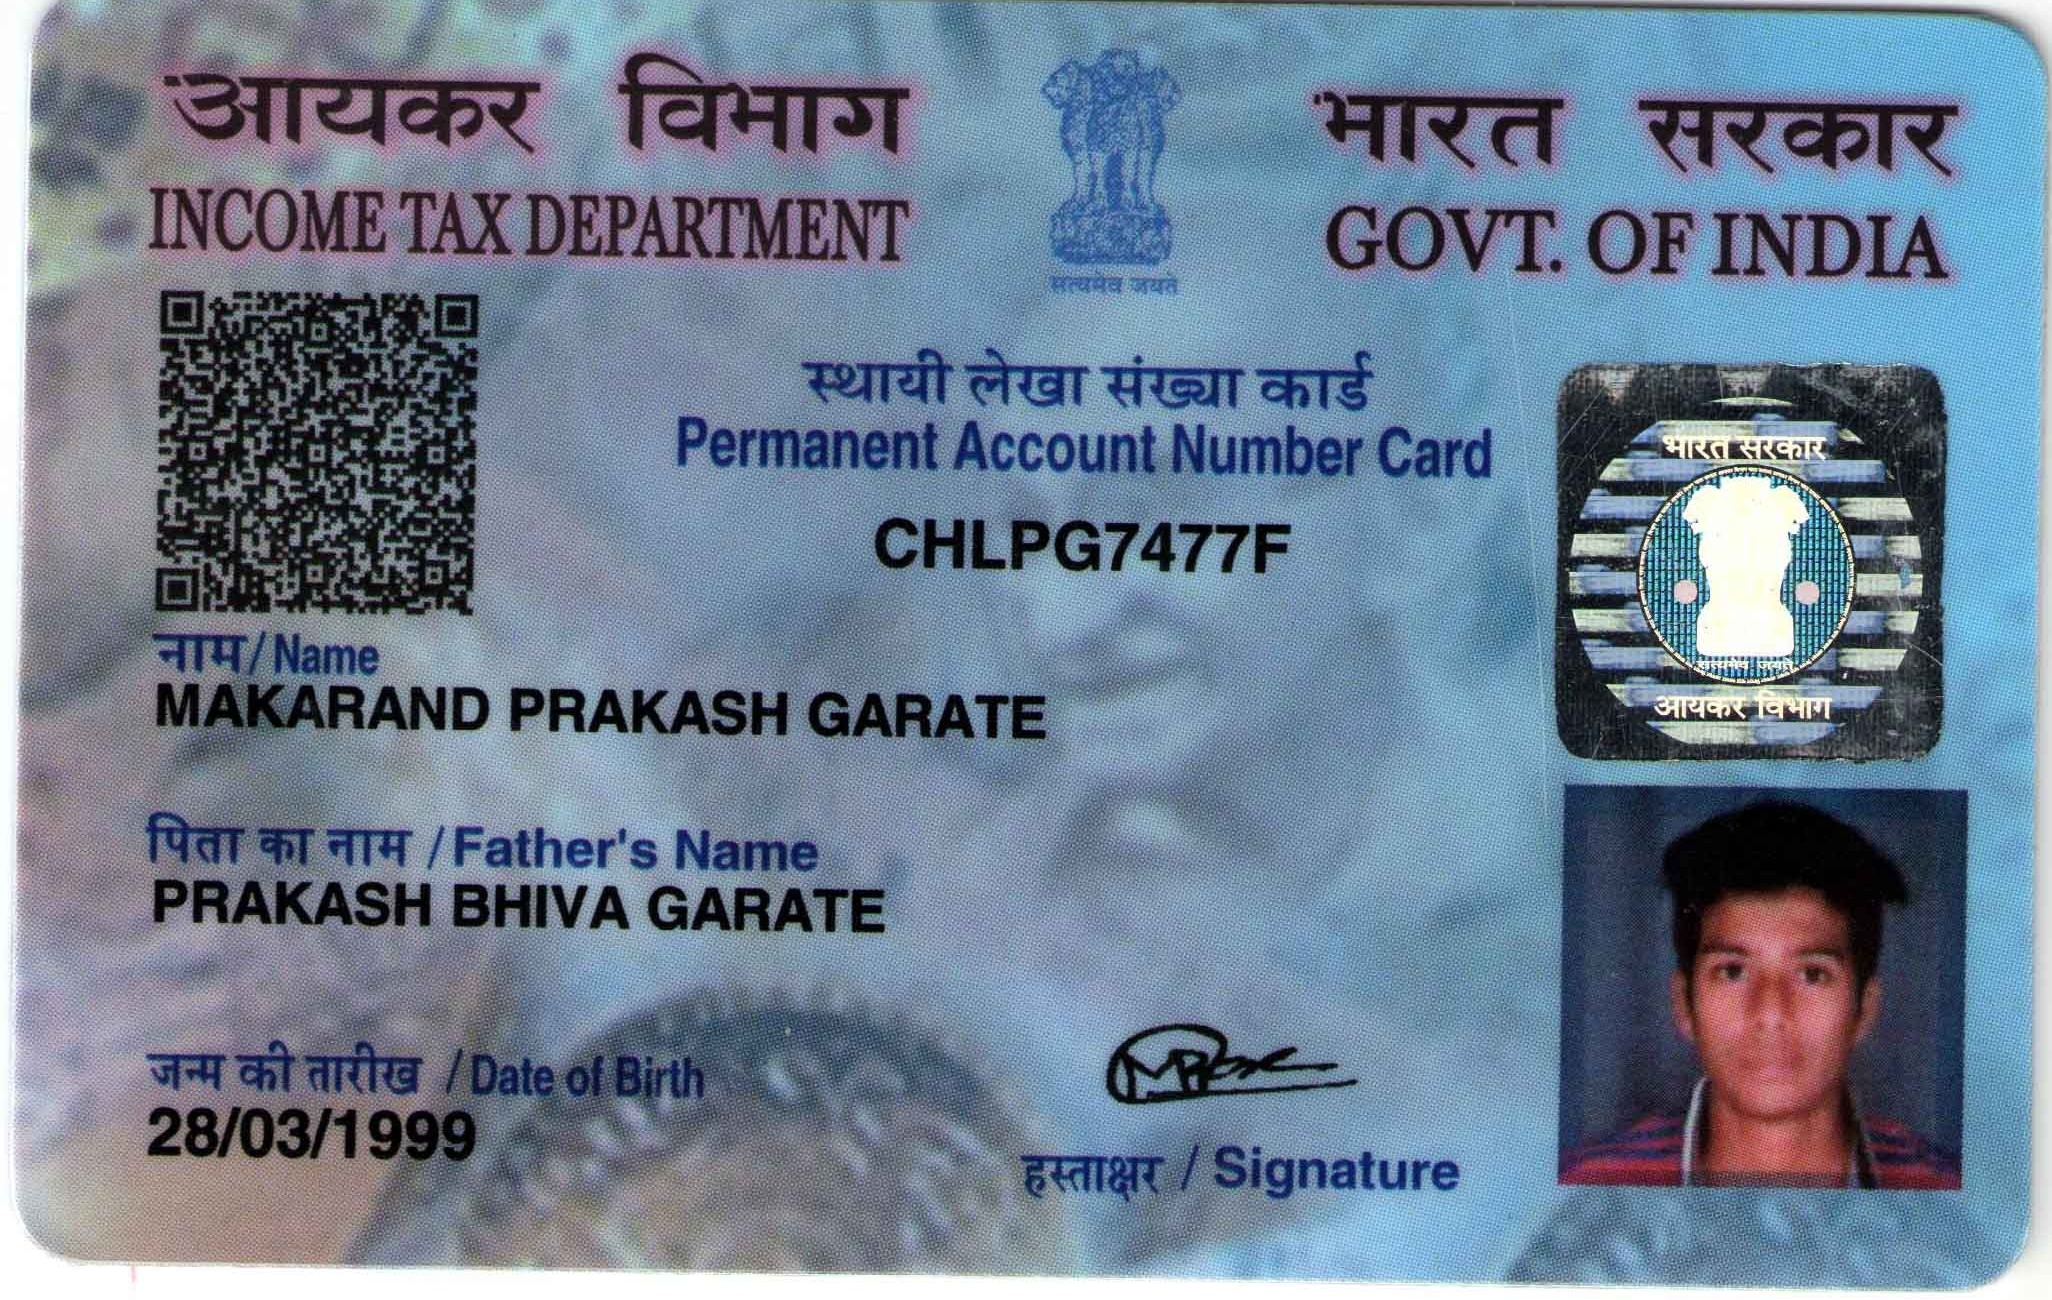 आयकर विभाग
INCOME TAX DEPARTMENT
सत्यमेव जयते
भारत सरकार
GOVT. OF INDIA
स्थायी लेखा संख्या कार्ड
Permanent Account Number Card
CHLPG7477F
भारत सरकार
सत्यमेव जयते
आयकर विभाग
नाम/Name
MAKARAND PRAKASH GARATE
पिता का नाम /Father's Name
PRAKASH BHIVA GARATE
जन्म की तारीख / Date of Birth
28/03/1999
हस्ताक्षर / Signature